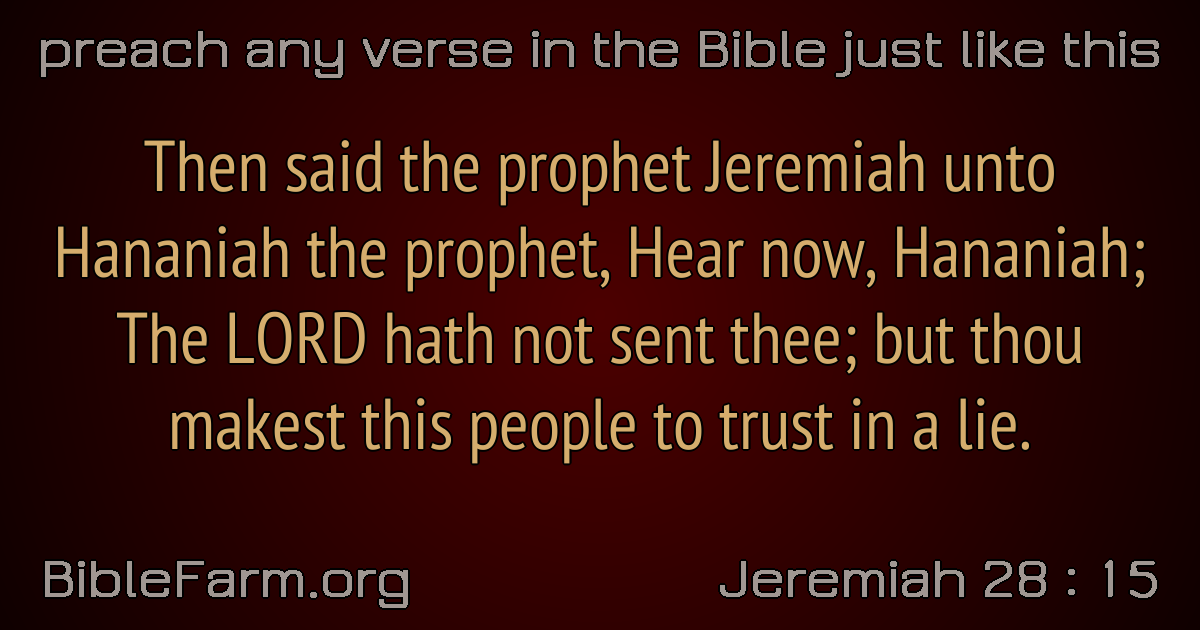 preach any verse in the Bible just like this
Then said the prophet Jeremiah unto
Hananiah the prophet, Hear now, Hananiah;
The LORD hath not sent thee; but thou
makest this people to trust in a lie.
BibleFarm.org
Jeremiah 28 : 15